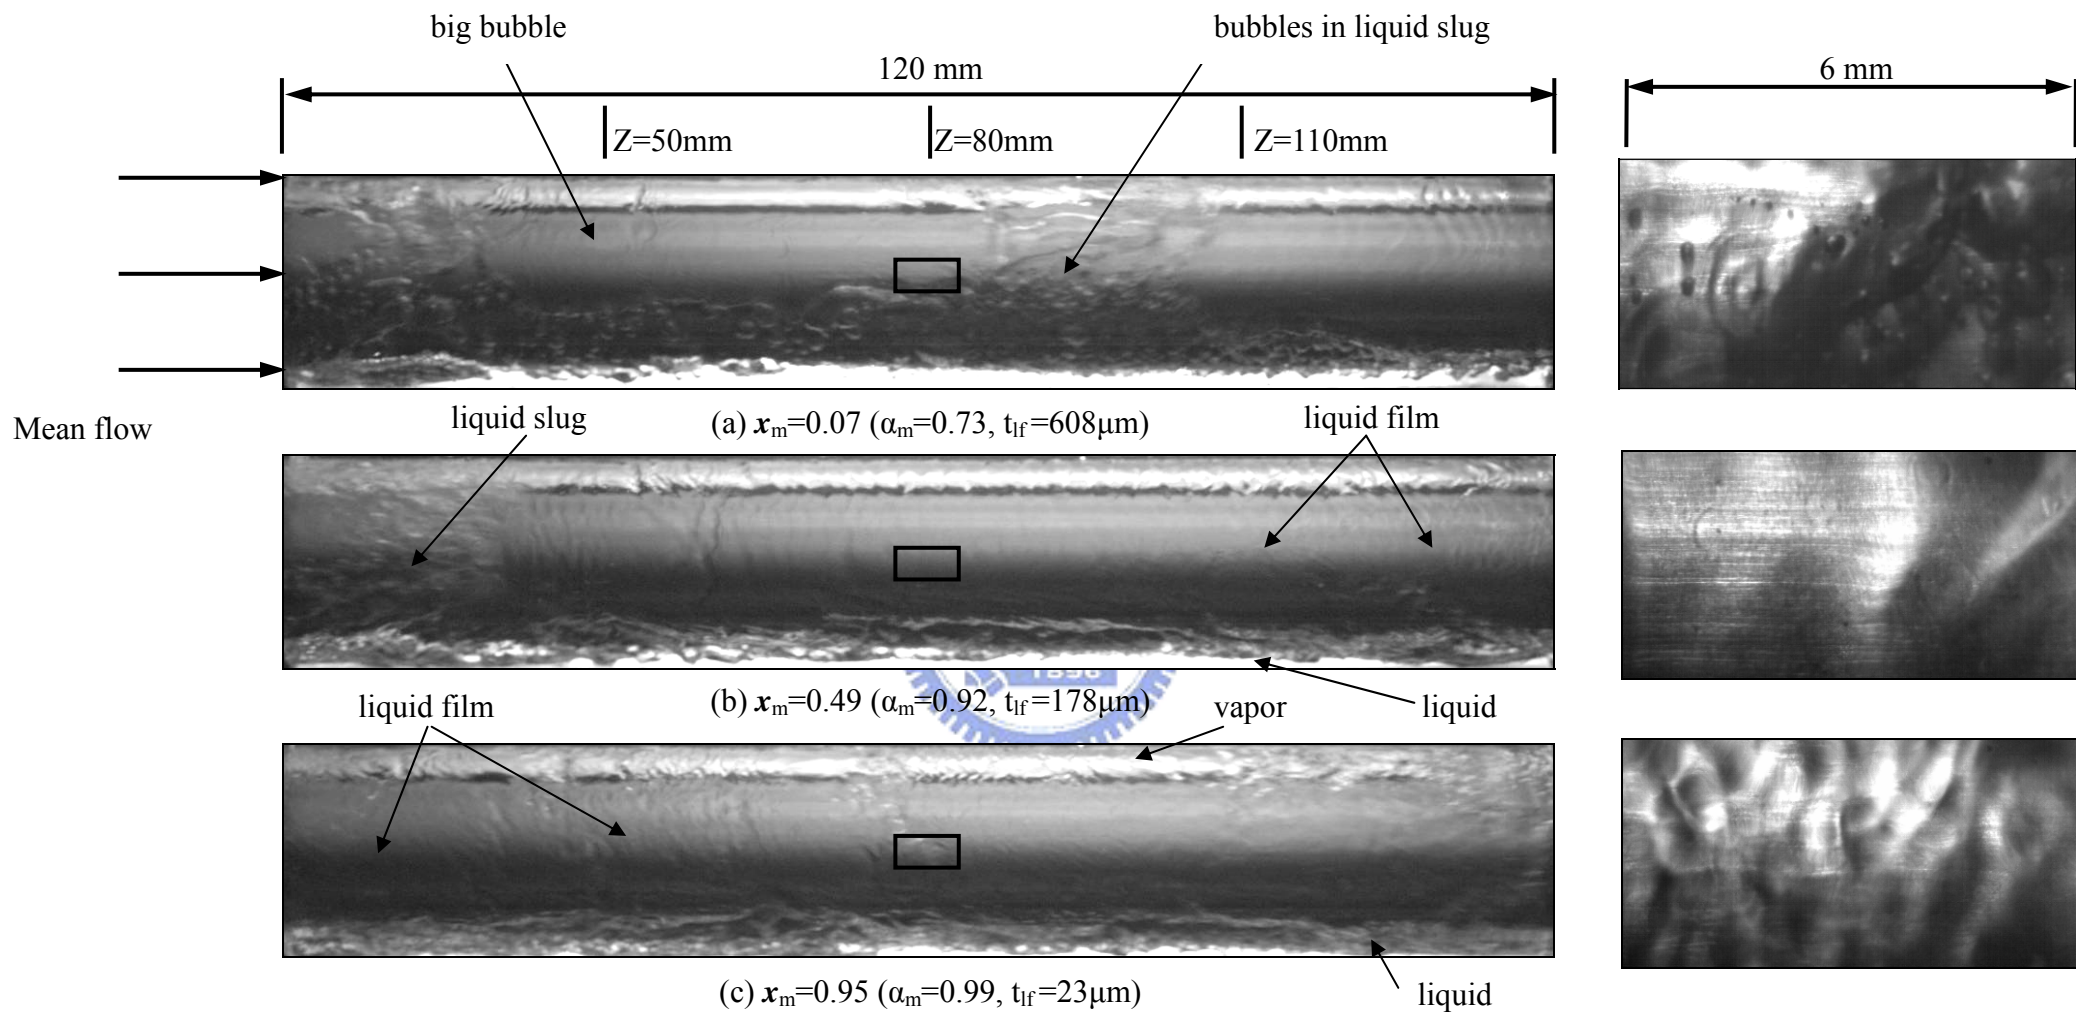 big bubble
bubbles in liquid slug
120 mm
6 mm
Z=50mm
Z=80mm
Z=110mm
Mean flow
liquid slug
(a) xm=0.07 (αm=0.73, tlf=608μm)
liquid film
1896
(b) xm=0.49 (αm=0.92, tlf=178μm)
liquid film
vapor
liquid
(c) xm=0.95 (αm=0.99, tlf=23μm)
liquid